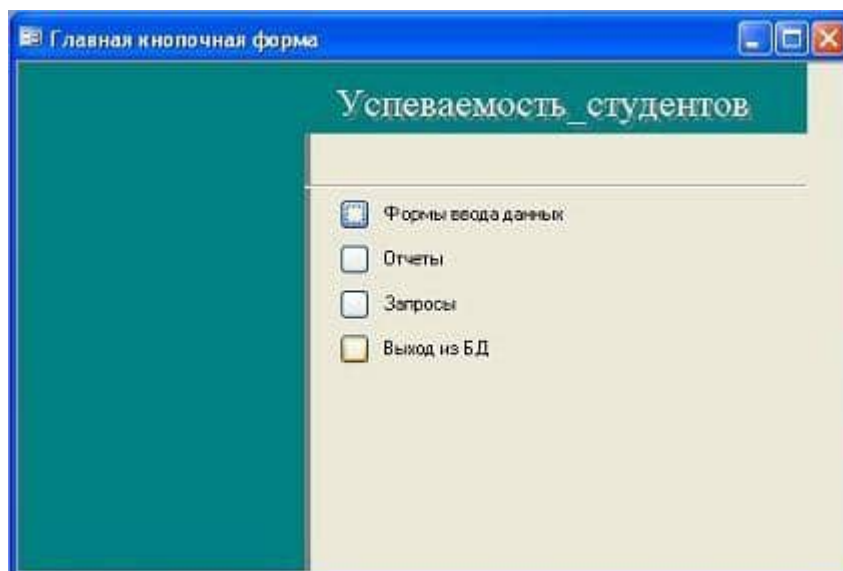 Главная кнопочная форма
Успеваемость_студентов
Формы ввода данных
Отчеты
Запросы
Выход из БД